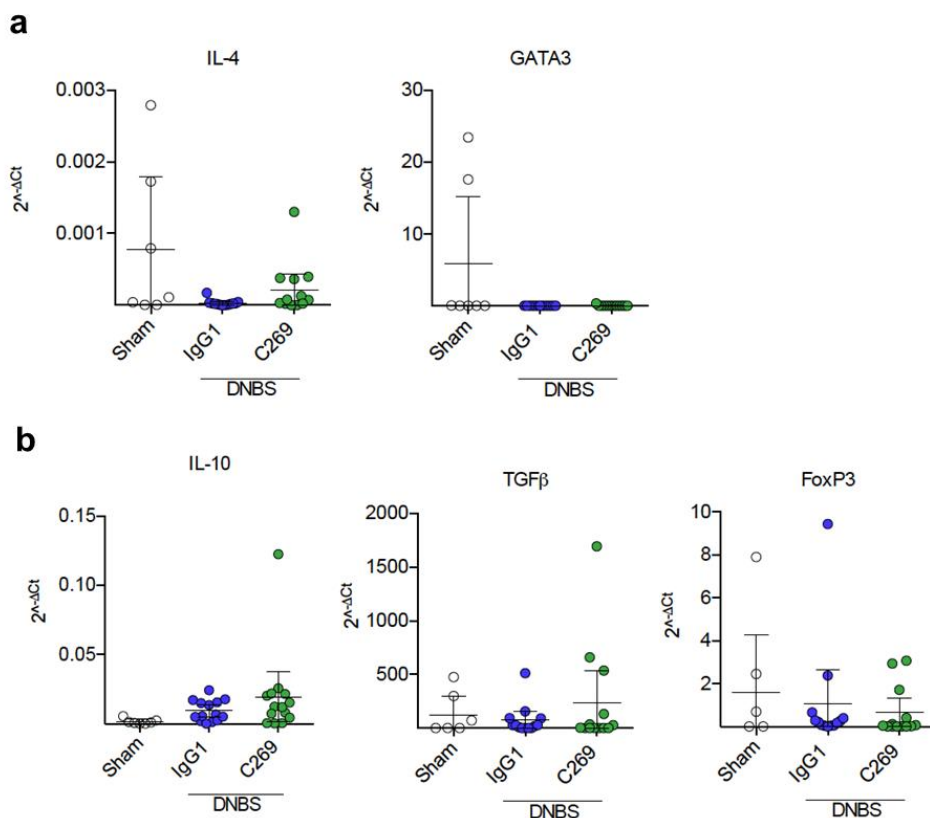 a
IL-4
GATA3
0.003
0.002
0.001
0
2^-ΔCt
Sham
IgG1
C269
DNBS
30
20
10
0
2^-ΔCt
Sham
IgG1
C269
DNBS
b
IL-10
TGFβ
FoxP3
0.15
0.10
0.05
2^-ΔCt
Sham
IgG1
C269
DNBS
2000
1500
1000
500
2^-ΔCt
Sham
IgG1
C269
DNBS
10
8
6
4
2
2^-ΔCt
Sham
IgG1
C269
DNBS